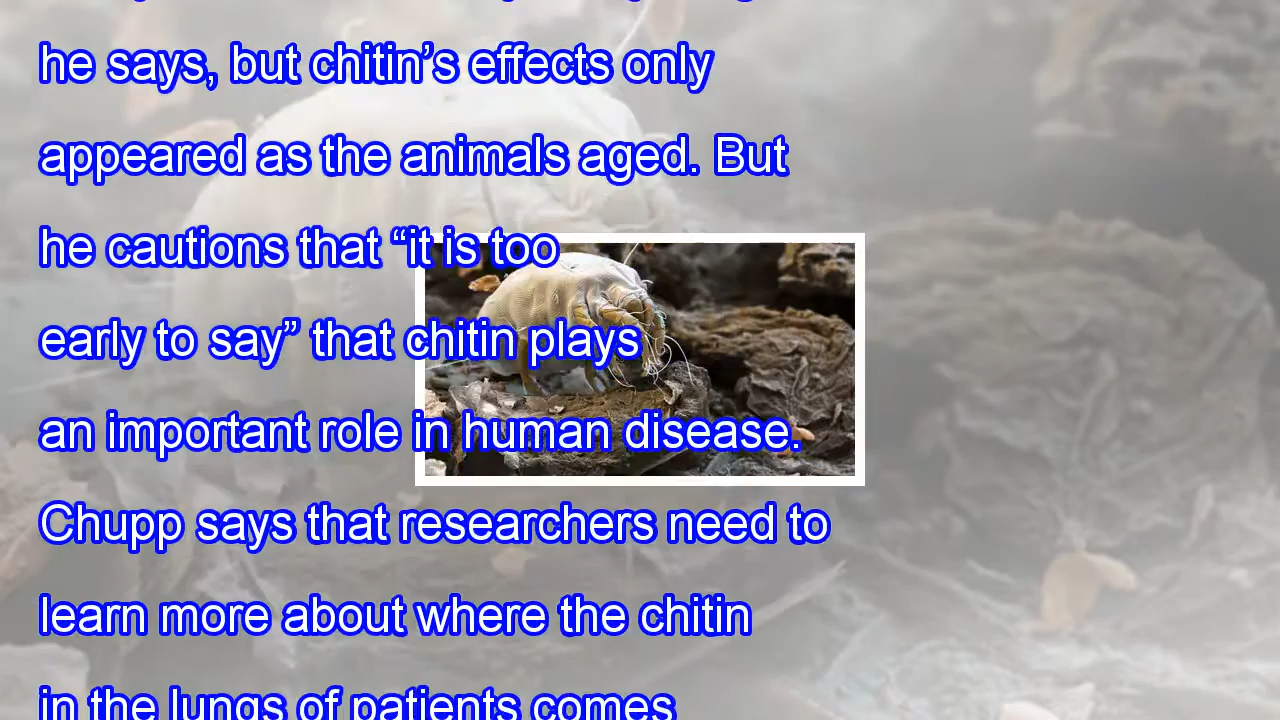 he says, but chitin’s effects only
appeared as the animals aged. But
he cautions that “it is too
early to say” that chitin plays
an important role in human disease.
Chupp says that researchers need to
learn more about where the chitin
in the lungs of patients comes